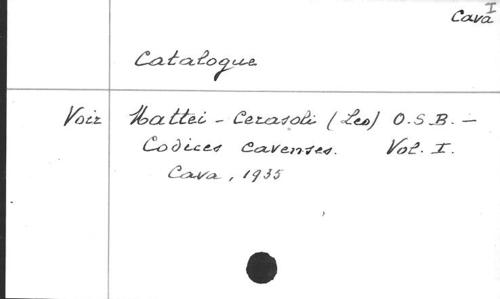 I
Cava
Catalogue
Voir Mattei - Cerasoli (Leo) O.S.B. -
Codices cavenses. Vol. I.
Cava, 1935